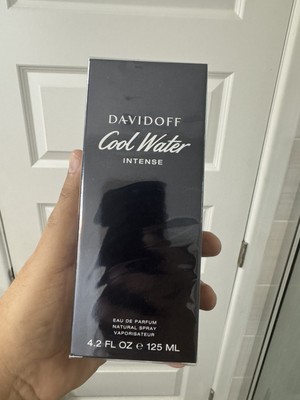 DAVIDOFF
Cool Water
INTENSE
EAU DE PARFUM
NATURAL SPRAY
VAPORISATEUR
4.2 FL OZ e 125 ML